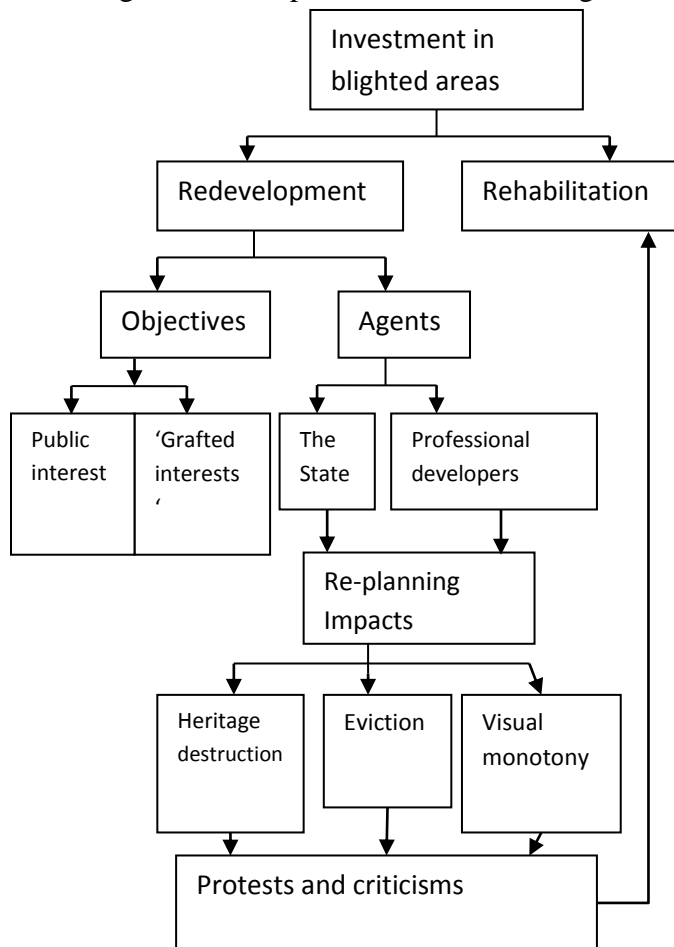 Investment in
blighted areas
Redevelopment
Rehabilitation
Objectives
Agents
Public
interest
‘Grafted
interests
‘
The
State
Professional
developers
Re-planning
Impacts
Heritage
destruction
Eviction
Visual
monotony
Protests and criticisms